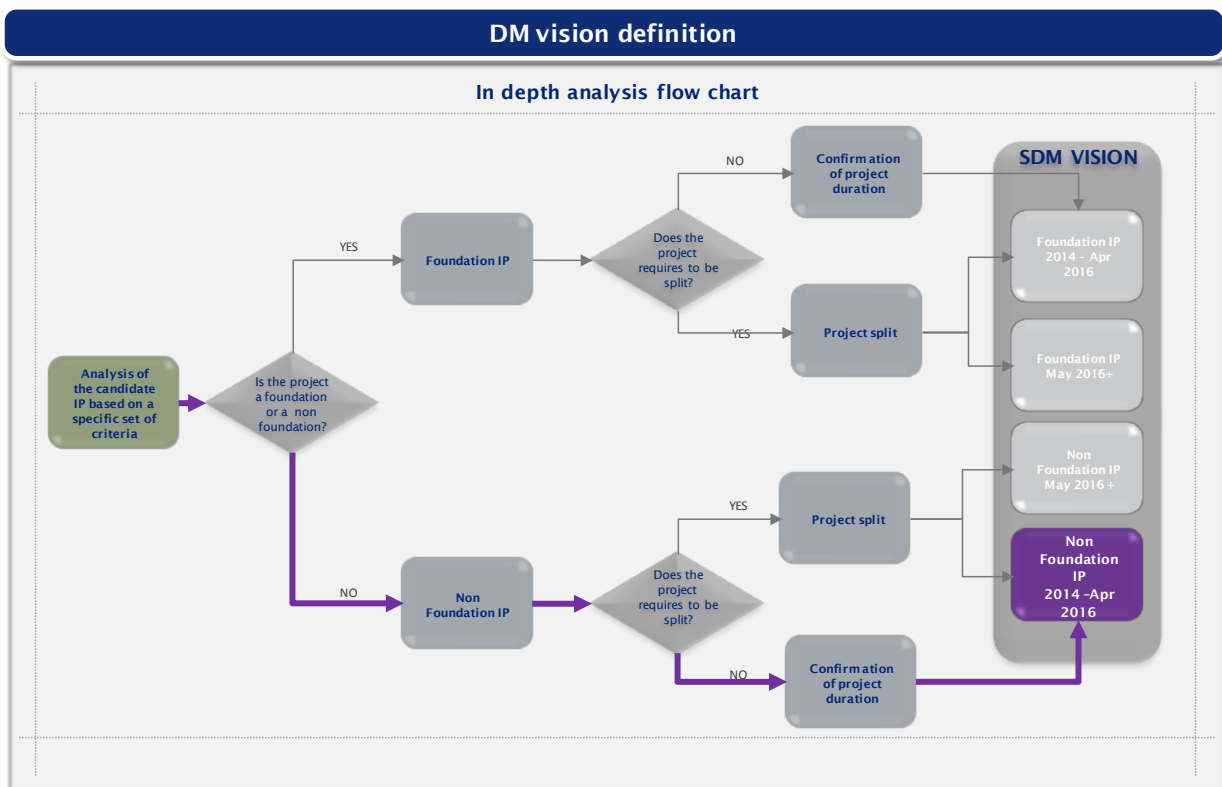 DM vision definition
In depth analysis flow chart
Analysis of
the candidate
IP based on a
specific set of
criteria
Is the project
a foundation
or a non
foundation?
YES
Foundation IP
Does the
project
requires to be
split?
NO
Confirmation
of project
duration
YES
Project split
NO
Non
Foundation IP
Does the
project
requires to be
split?
YES
Project split
NO
Confirmation
of project
duration
SDM VISION
Foundation IP
2014 – Apr
2016
Foundation IP
May 2016+
Non
Foundation IP
May 2016 +
Non
Foundation
IP
2014 –Apr
2016